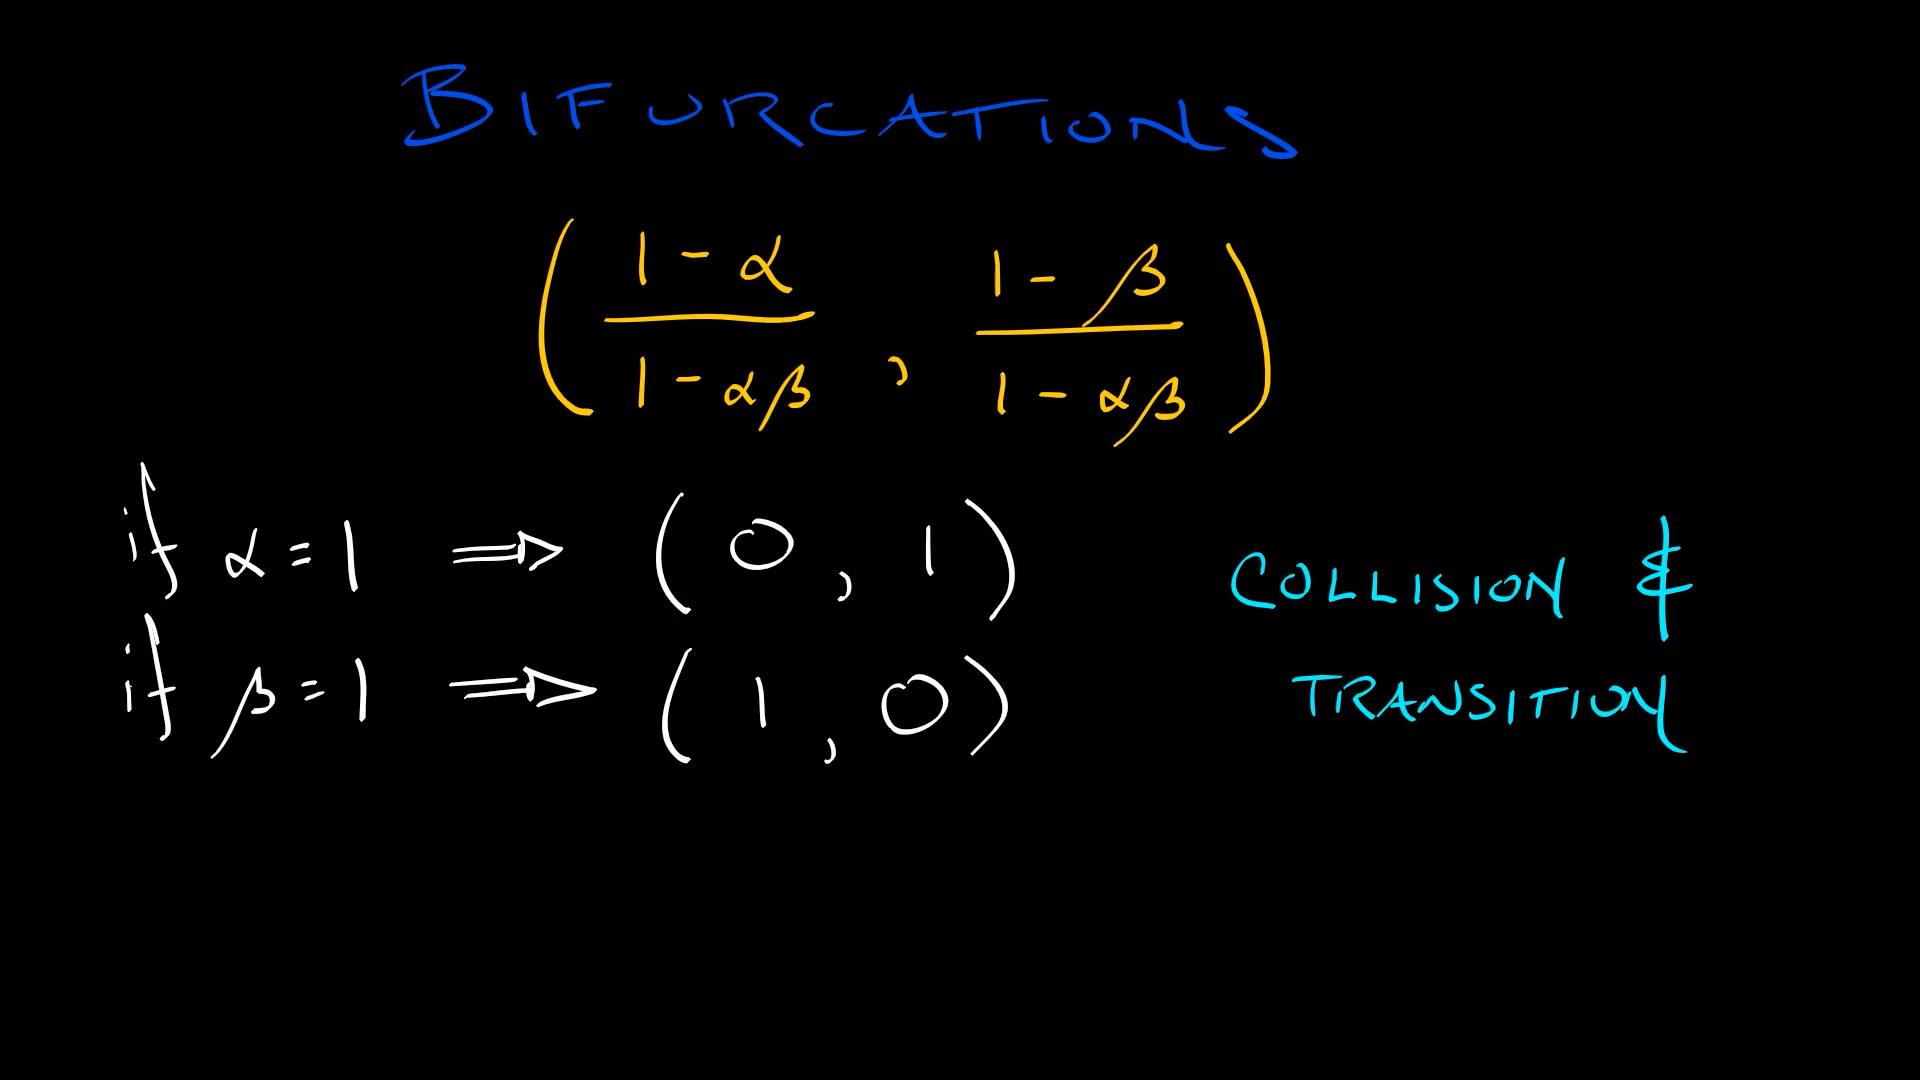 BIFURCATIONS
( 1 - α / 1 - αβ , 1 - β / 1 - αβ )
if α = 1 ⇒ ( 0 , 1 )
if β = 1 ⇒ ( 1 , 0 )
COLLISION &
TRANSITION